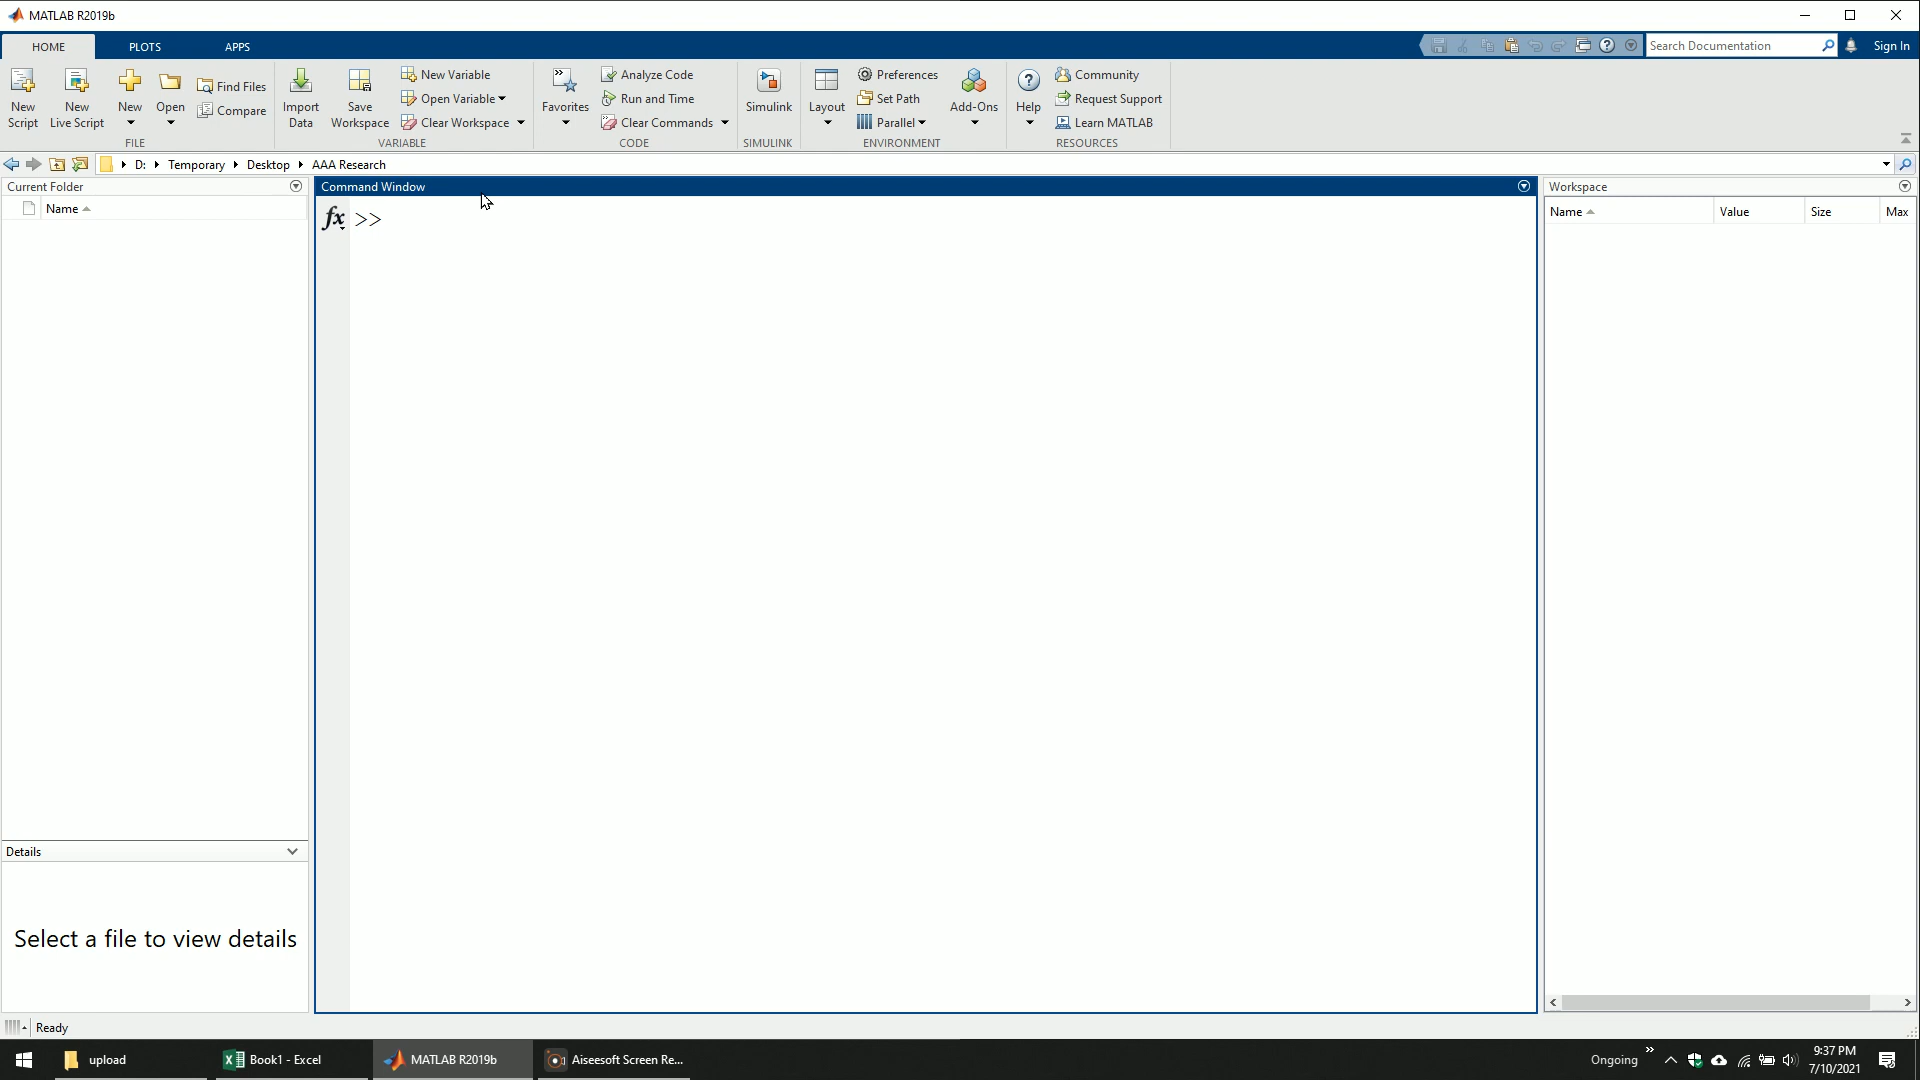 MATLAB R2019b
HOME PLOTS APPS Search Documentation Sign In
New Script New Live Script New Open Find Files Compare
Import Data Save Workspace New Variable Open Variable Clear Workspace
Favorites Analyze Code Run and Time Clear Commands
Simulink Layout Preferences Set Path Parallel Add-Ons
Help Community Request Support Learn MATLAB
FILE VARIABLE CODE SIMULINK ENVIRONMENT RESOURCES
D: Temporary Desktop AAA Research
Current Folder
Name
Command Window
fx >>
Workspace
Name Value Size Max
Details
Select a file to view details
Ready
upload Book1 - Excel MATLAB R2019b Aiseesoft Screen Re... Ongoing 9:37 PM
7/10/2021